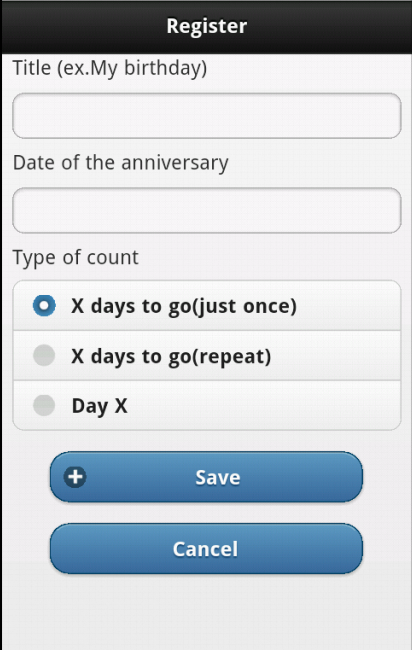 Register
Title (ex.My birthday)
Date of the anniversary
Type of count
X days to go(just once)
X days to go(repeat)
Day X
Save
Cancel